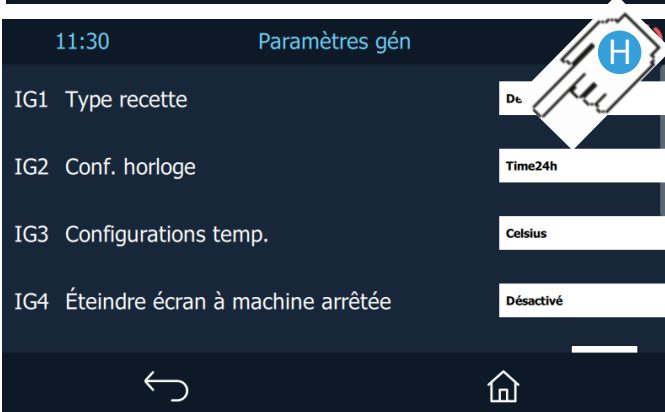 11:30 Paramètres gén
H
IG1 Type recette
IG2 Conf. horloge Time24h
IG3 Configurations temp. Celsius
IG4 Éteindre écran à machine arrêtée Désactivé